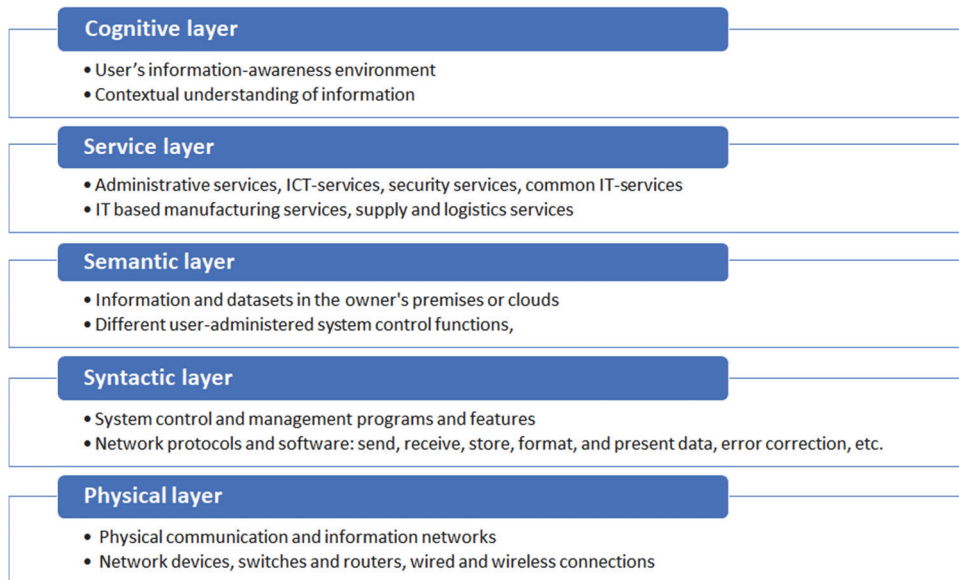 Cognitive layer
• User's information-awareness environment
• Contextual understanding of information
Service layer
• Administrative services, ICT-services, security services, common IT-services
• IT based manufacturing services, supply and logistics services
Semantic layer
• Information and datasets in the owner's premises or clouds
• Different user-administered system control functions,
Syntactic layer
• System control and management programs and features
• Network protocols and software: send, receive, store, format, and present data, error correction, etc.
Physical layer
• Physical communication and information networks
• Network devices, switches and routers, wired and wireless connections